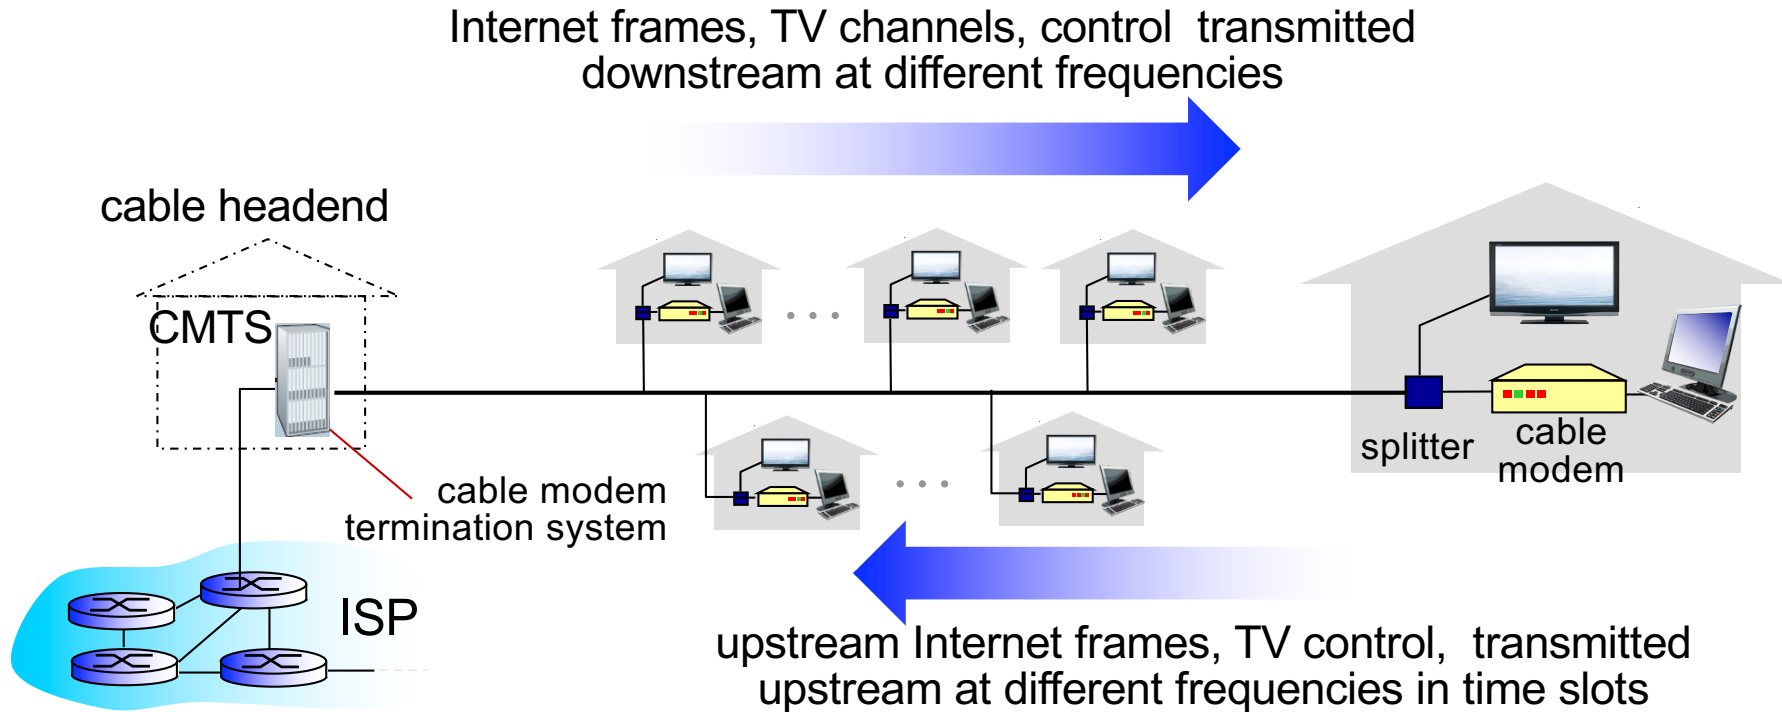 Internet frames, TV channels, control  transmitted
downstream at different frequencies
cable headend
CMTS
splitter
cable
modem
cable modem
termination system
ISP
upstream Internet frames, TV control,  transmitted
upstream at different frequencies in time slots